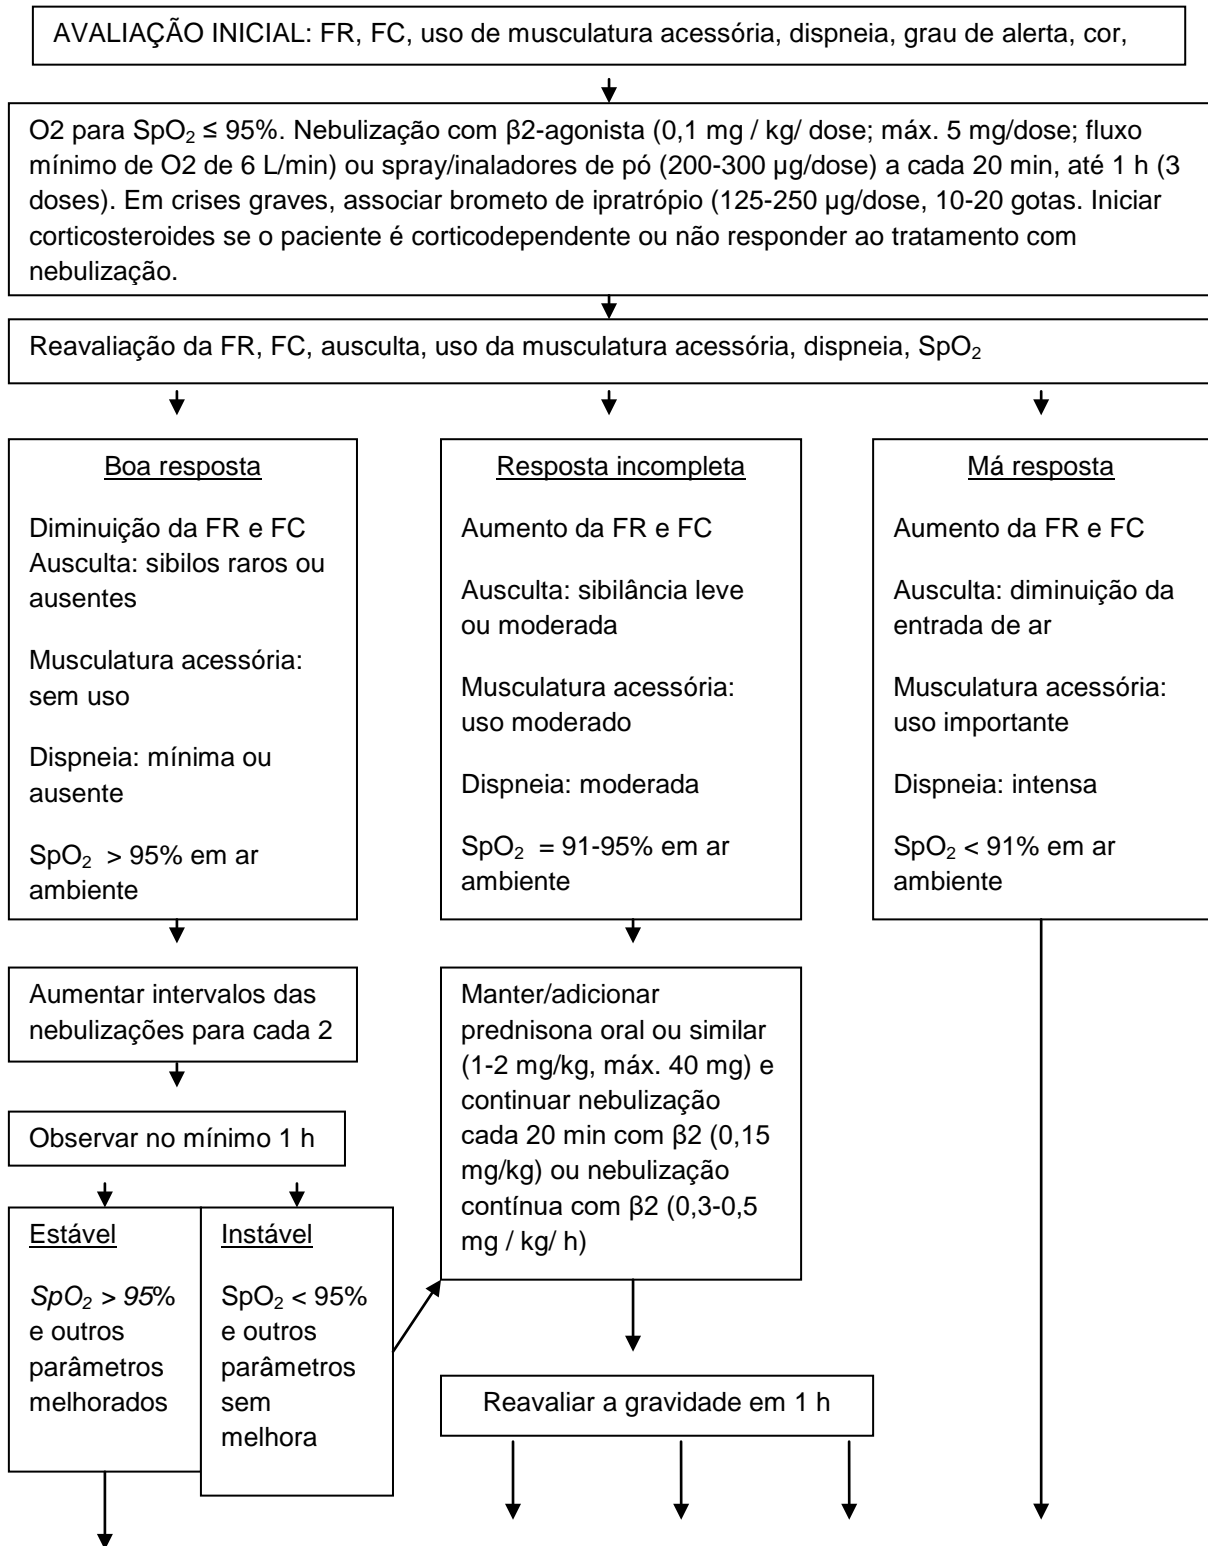 AVALIAÇÃO INICIAL: FR, FC, uso de musculatura acessória, dispneia, grau de alerta, cor,
O2 para SpO₂ ≤ 95%. Nebulização com β2-agonista (0,1 mg / kg/ dose; máx. 5 mg/dose; fluxo
mínimo de O2 de 6 L/min) ou spray/inaladores de pó (200-300 µg/dose) a cada 20 min, até 1 h (3
doses). Em crises graves, associar brometo de ipratrópio (125-250 µg/dose, 10-20 gotas. Iniciar
corticosteroides se o paciente é corticodependente ou não responder ao tratamento com
nebulização.
Reavaliação da FR, FC, ausculta, uso da musculatura acessória, dispneia, SpO₂
Boa resposta
Diminuição da FR e FC
Ausculta: sibilos raros ou
ausentes
Musculatura acessória:
sem uso
Dispneia: mínima ou
ausente
SpO₂ > 95% em ar
ambiente
Resposta incompleta
Aumento da FR e FC
Ausculta: sibilância leve
ou moderada
Musculatura acessória:
uso moderado
Dispneia: moderada
SpO₂ = 91-95% em ar
ambiente
Má resposta
Aumento da FR e FC
Ausculta: diminuição da
entrada de ar
Musculatura acessória:
uso importante
Dispneia: intensa
SpO₂ < 91% em ar
ambiente
Aumentar intervalos das
nebulizações para cada 2
Observar no mínimo 1 h
Estável
SpO₂ > 95%
e outros
parâmetros
melhorados
Instável
SpO₂ < 95%
e outros
parâmetros
sem
melhora
Manter/adicionar
prednisona oral ou similar
(1-2 mg/kg, máx. 40 mg) e
continuar nebulização
cada 20 min com β2 (0,15
mg/kg) ou nebulização
contínua com β2 (0,3-0,5
mg / kg/ h)
Reavaliar a gravidade em 1 h